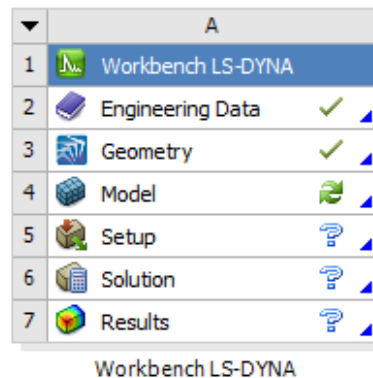 A
1 Workbench LS-DYNA
2 Engineering Data
3 Geometry
4 Model
5 Setup ?
6 Solution ?
7 Results ?
Workbench LS-DYNA